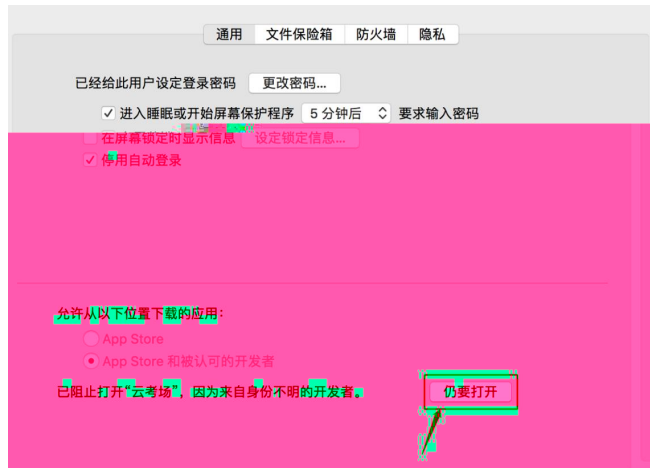 通用 文件保险箱 防火墙 隐私
已经给此用户设定登录密码 更改密码...
进入睡眠或开始屏幕保护程序 5 分钟后 要求输入密码
在屏幕锁定时显示信息 设定锁定信息...
停用自动登录
允许从以下位置下载的应用：
App Store
App Store 和被认可的开发者
已阻止打开“云考场”，因为来自身份不明的开发者。 仍要打开